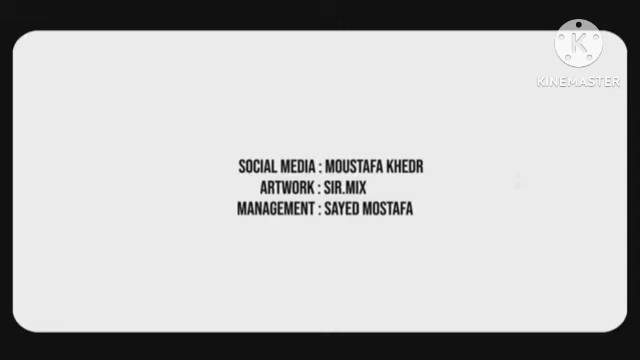 K
KINEMASTER
SOCIAL MEDIA : MOUSTAFA KHEDR
ARTWORK : SIR.MIX
MANAGEMENT : SAYED MOSTAFA